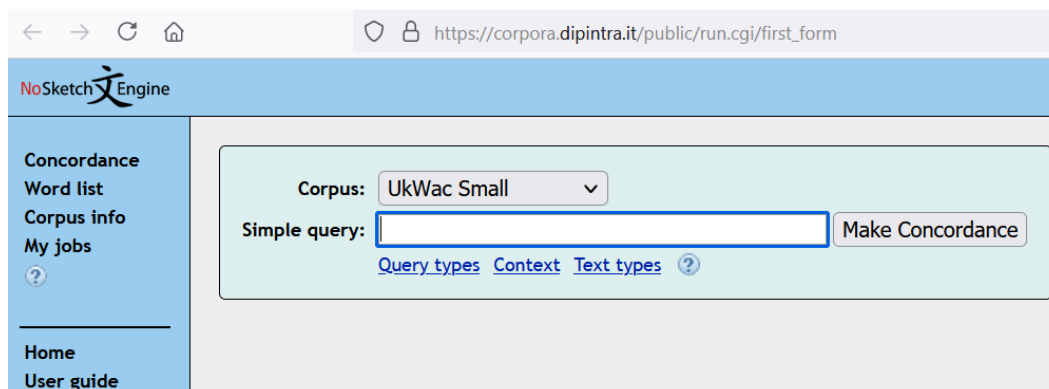 https://corpora.dipintra.it/public/run.cgi/first_form
NoSketch文Engine
Concordance
Word list
Corpus info
My jobs
?
Home
User guide
Corpus: UkWac Small
Simple query: Make Concordance
Query types Context Text types ?